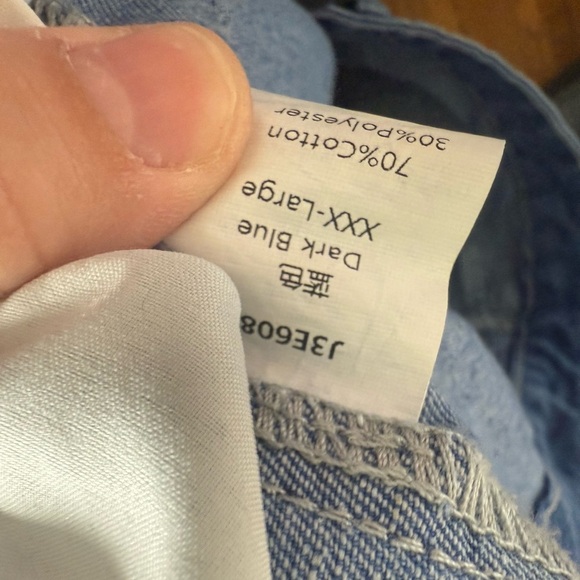 J3E608
蓝色
Dark Blue
XXX-Large
70%Cotton
30%Polyester